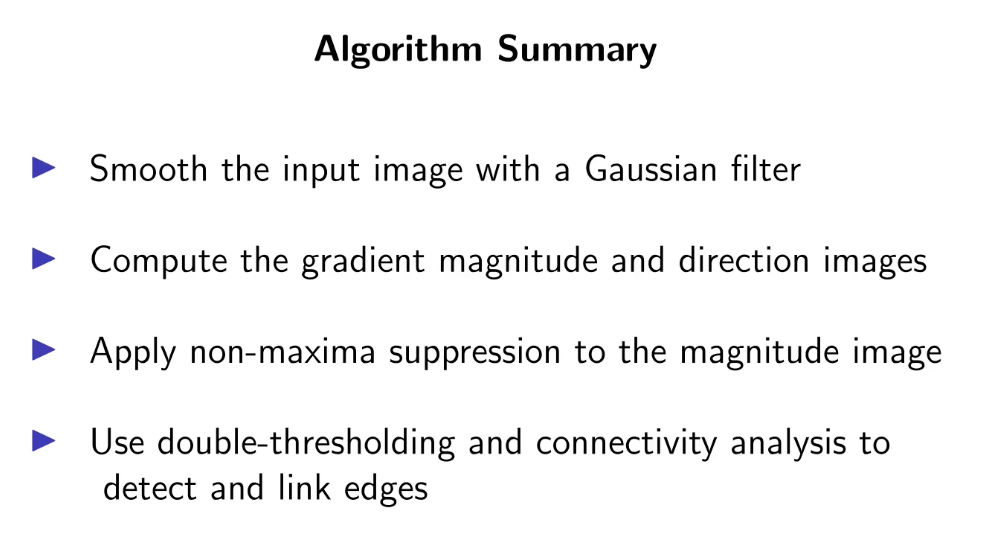 Algorithm Summary
Smooth the input image with a Gaussian filter
Compute the gradient magnitude and direction images
Apply non-maxima suppression to the magnitude image
Use double-thresholding and connectivity analysis to
detect and link edges